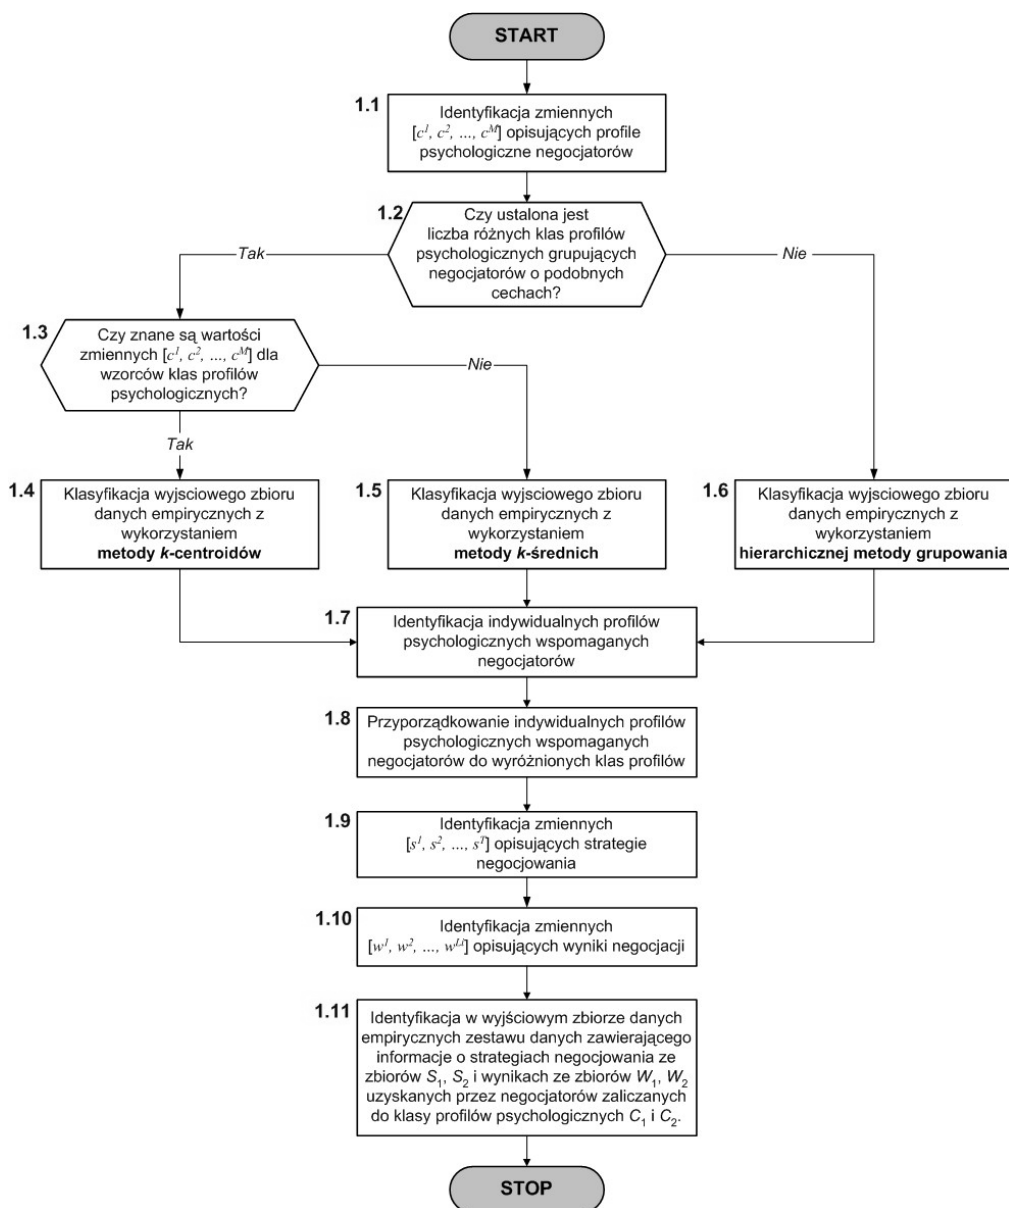 START
1.1
Identyfikacja zmiennych
[c¹, c², ..., cᴹ] opisujących profile
psychologiczne negocjatorów
1.2
Czy ustalona jest
liczba różnych klas profilów
psychologicznych grupujących
negocjatorów o podobnych
cechach?
Tak
Nie
1.3
Czy znane są wartości
zmiennych [c¹, c², ..., cᴹ] dla
wzorców klas profilów
psychologicznych?
Nie
Tak
1.4
Klasyfikacja wyjsciowego zbioru
danych empirycznych z
wykorzystaniem
metody k-centroidów
1.5
Klasyfikacja wyjsciowego zbioru
danych empirycznych z
wykorzystaniem
metody k-średnich
1.6
Klasyfikacja wyjsciowego zbioru
danych empirycznych z
wykorzystaniem
hierarchicznej metody grupowania
1.7
Identyfikacja indywidualnych profilów
psychologicznych wspomaganych
negocjatorów
1.8
Przyporządkowanie indywidualnych profilów
psychologicznych wspomaganych
negocjatorów do wyróżnionych klas profilów
1.9
Identyfikacja zmiennych
[s¹, s², ..., sᵀ] opisujących strategie
negocjowania
1.10
Identyfikacja zmiennych
[w¹, w², ..., wᴸⁱ] opisujących wyniki negocjacji
1.11
Identyfikacja w wyjściowym zbiorze danych
empirycznych zestawu danych zawierającego
informacje o strategiach negocjowania ze
zbiorów S₁, S₂ i wynikach ze zbiorów W₁, W₂
uzyskanych przez negocjatorów zaliczanych
do klasy profilów psychologicznych C₁ i C₂.
STOP